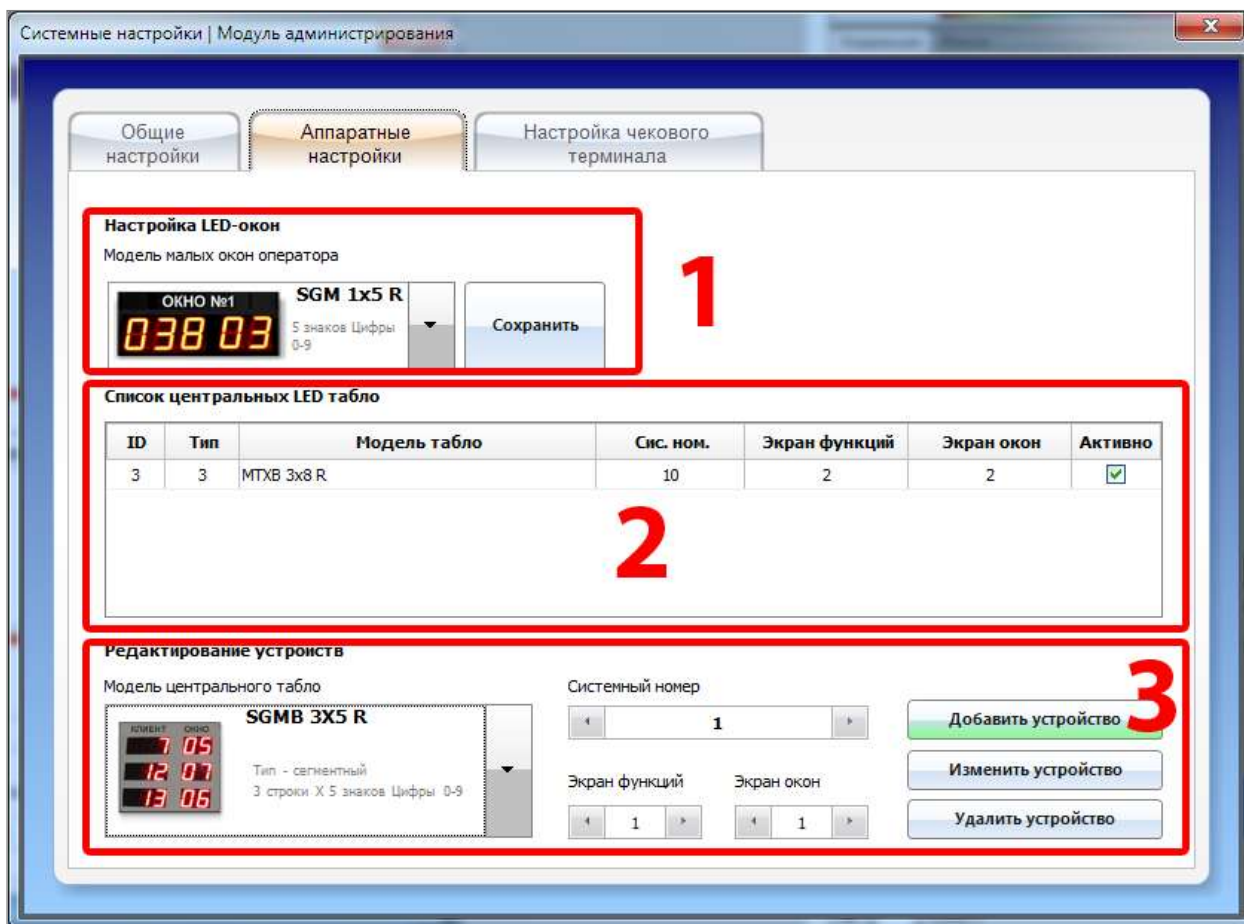 Системные настройки | Модуль администрирования
Общие
настройки
Аппаратные
настройки
Настройка чекового
терминала
Настройка LED-окон
Модель малых окон оператора
ОКНО №1
038 03
SGM 1x5 R
5 знаков Цифры
0-9
Сохранить
1
Список центральных LED табло
ID Тип Модель табло Сис. ном. Экран функций Экран окон Активно
3 3 MTXB 3x8 R 10 2 2
2
Редактирование устройств
Модель центрального табло
КЛИЕНТ ОКНО
7 05
12 07
13 06
SGMB 3X5 R
Тип - сегментный
3 строки X 5 знаков Цифры 0-9
Системный номер
1
Экран функций Экран окон
1 1
Добавить устройство
Изменить устройство
Удалить устройство
3